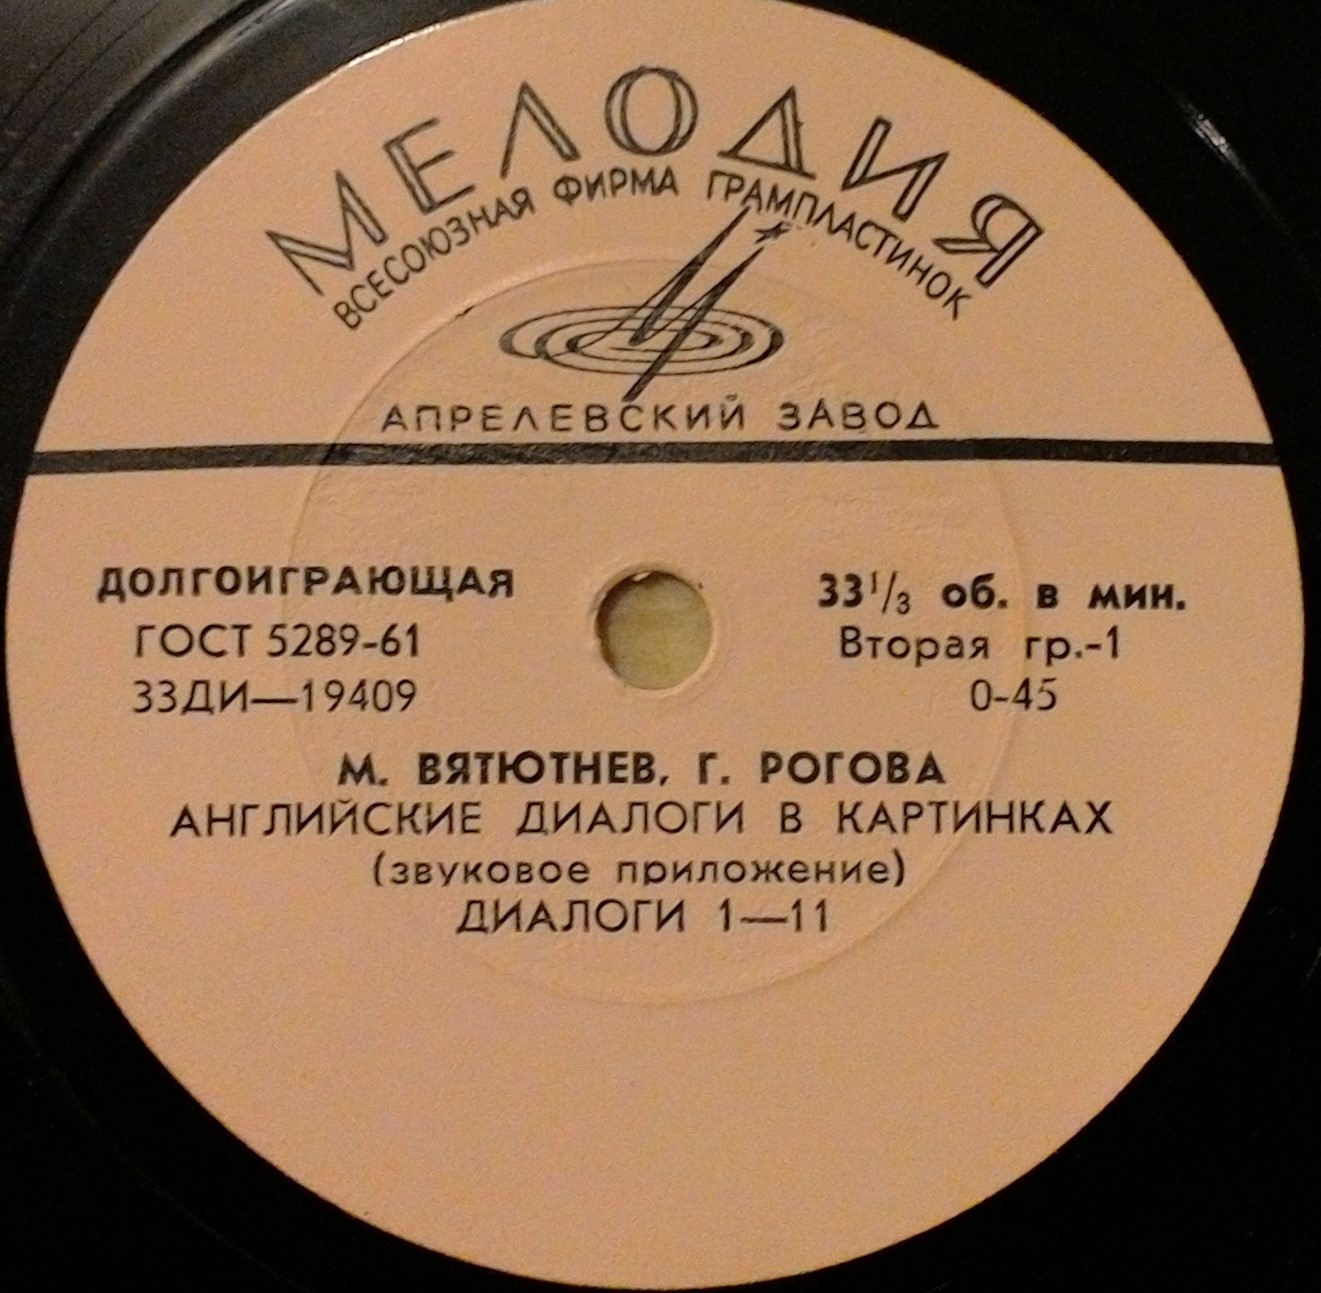 МЕЛОДИЯ
ВСЕСОЮЗНАЯ ФИРМА ГРАМПЛАСТИНОК
АПРЕЛЕВСКИЙ ЗАВОД
ДОЛГОИГРАЮЩАЯ
ГОСТ 5289-61
33ДИ—19409
33 1/3 об. в мин.
Вторая гр.-1
0-45
М. ВЯТЮТНЕВ, Г. РОГОВА
АНГЛИЙСКИЕ ДИАЛОГИ В КАРТИНКАХ
(звуковое приложение)
ДИАЛОГИ 1—11